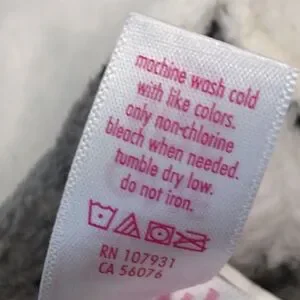 machine wash cold
with like colors.
only non-chlorine
bleach when needed.
tumble dry low.
do not iron.
RN 107931
CA 56076